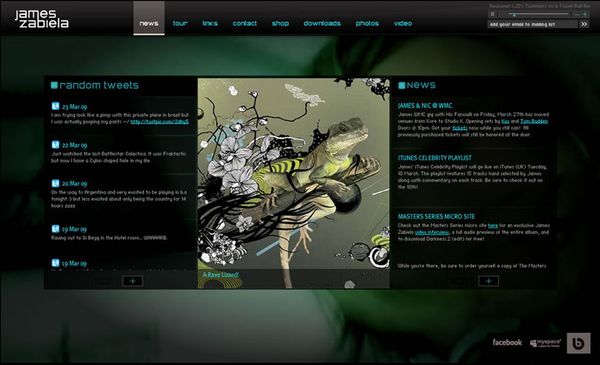 james
zabiela
news
tour
links
contact
shop
downloads
photos
video
add your email to mailing list
random tweets
23 Mar 09
I am trying look like a pimp with this private plane in brazil but
I was actually pooping my pants
22 Mar 09
Just watched the last Battlestar Galactica. It was Fraktastic
but now I have a Cylon shaped hole in my life.
20 Mar 09
On the way to Argentina and very excited to be playing in b.a
tonight :) but less excited about only being the country for 14
hours
19 Mar 09
Raving out to Si Begg in the Hotel room..
19 Mar 09
A Rave Lizard!
news
JAMES & NIC @ WMC
James WMC gig with Nic Fanciulli on Friday, March 27th has moved
venues from Karu to Studio A. Opening sets by and Tom Budden
Doors @ 10pm. Get your tickets now while you still can! All
previously purchased tickets will still be honored at the door.
ITUNES CELEBRITY PLAYLIST
James' iTunes Celebrity Playlist will go live on iTunes (UK) Tuesday,
10 March. The playlist features 15 tracks hand selected by James
along with commentary on each track. Be sure to check it out on
the 10th!
MASTERS SERIES MICRO SITE
Check out the Masters Series micro site here for an exclusive James
Zabiela video interview, a full audio preview of the entire album, and
to download Darkness.2 (edit) for free!
While you're there, be sure to order yourself a copy of The Masters
facebook
myspace
b